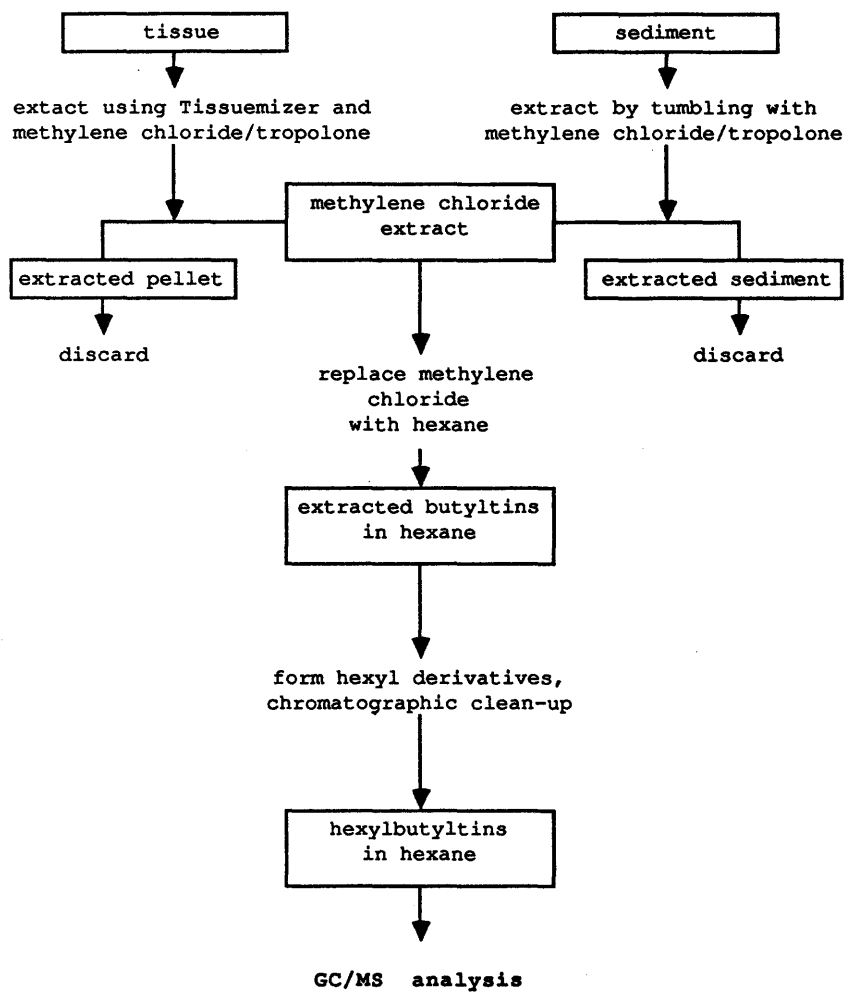 tissue
sediment
extact using Tissuemizer and
methylene chloride/tropolone
extract by tumbling with
methylene chloride/tropolone
methylene chloride
extract
extracted pellet
extracted sediment
discard
discard
replace methylene
chloride
with hexane
extracted butyltins
in hexane
form hexyl derivatives,
chromatographic clean-up
hexylbutyltins
in hexane
GC/MS analysis